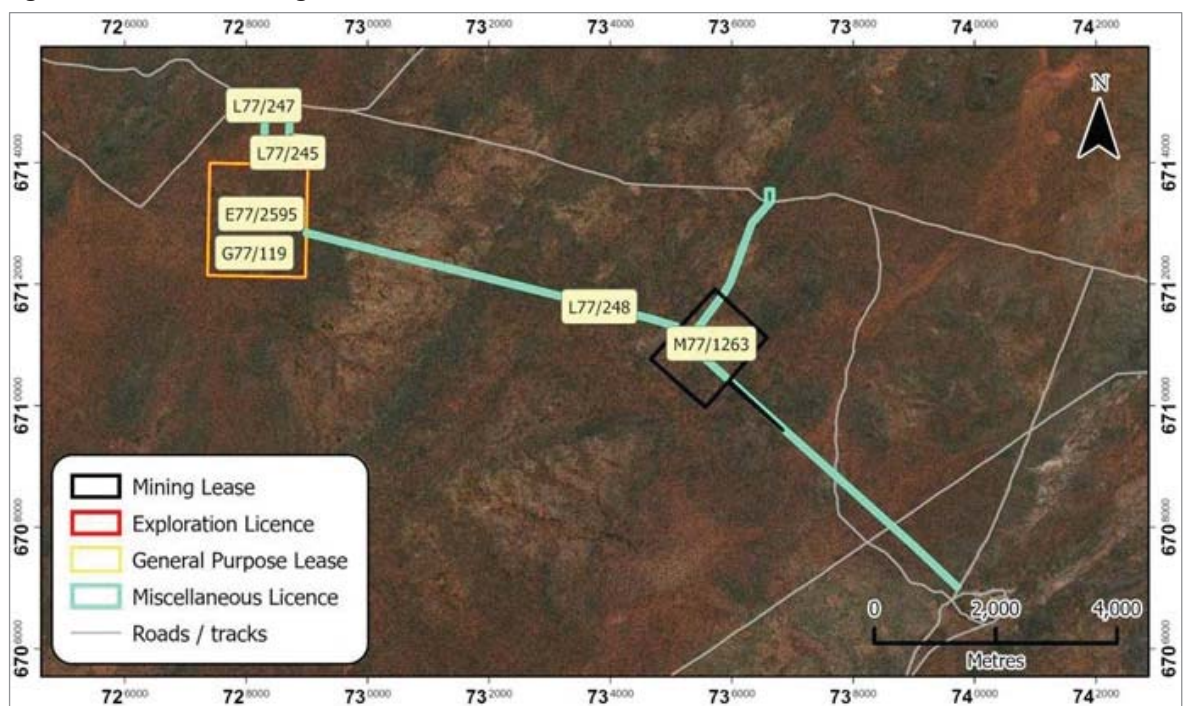 72⁶⁰⁰⁰ 72⁸⁰⁰⁰ 73⁰⁰⁰⁰ 73²⁰⁰⁰ 73⁴⁰⁰⁰ 73⁶⁰⁰⁰ 73⁸⁰⁰⁰ 74⁰⁰⁰⁰ 74²⁰⁰⁰
N
L77/247
L77/245
671⁴⁰⁰⁰ 671⁴⁰⁰⁰
E77/2595
G77/119
671²⁰⁰⁰ 671²⁰⁰⁰
L77/248
M77/1263
671⁰⁰⁰⁰ 671⁰⁰⁰⁰
Mining Lease
Exploration Licence
670⁸⁰⁰⁰ 670⁸⁰⁰⁰
General Purpose Lease
Miscellaneous Licence
Roads / tracks
0 2,000 4,000
Metres
670⁶⁰⁰⁰ 670⁶⁰⁰⁰
72⁶⁰⁰⁰ 72⁸⁰⁰⁰ 73⁰⁰⁰⁰ 73²⁰⁰⁰ 73⁴⁰⁰⁰ 73⁶⁰⁰⁰ 73⁸⁰⁰⁰ 74⁰⁰⁰⁰ 74²⁰⁰⁰